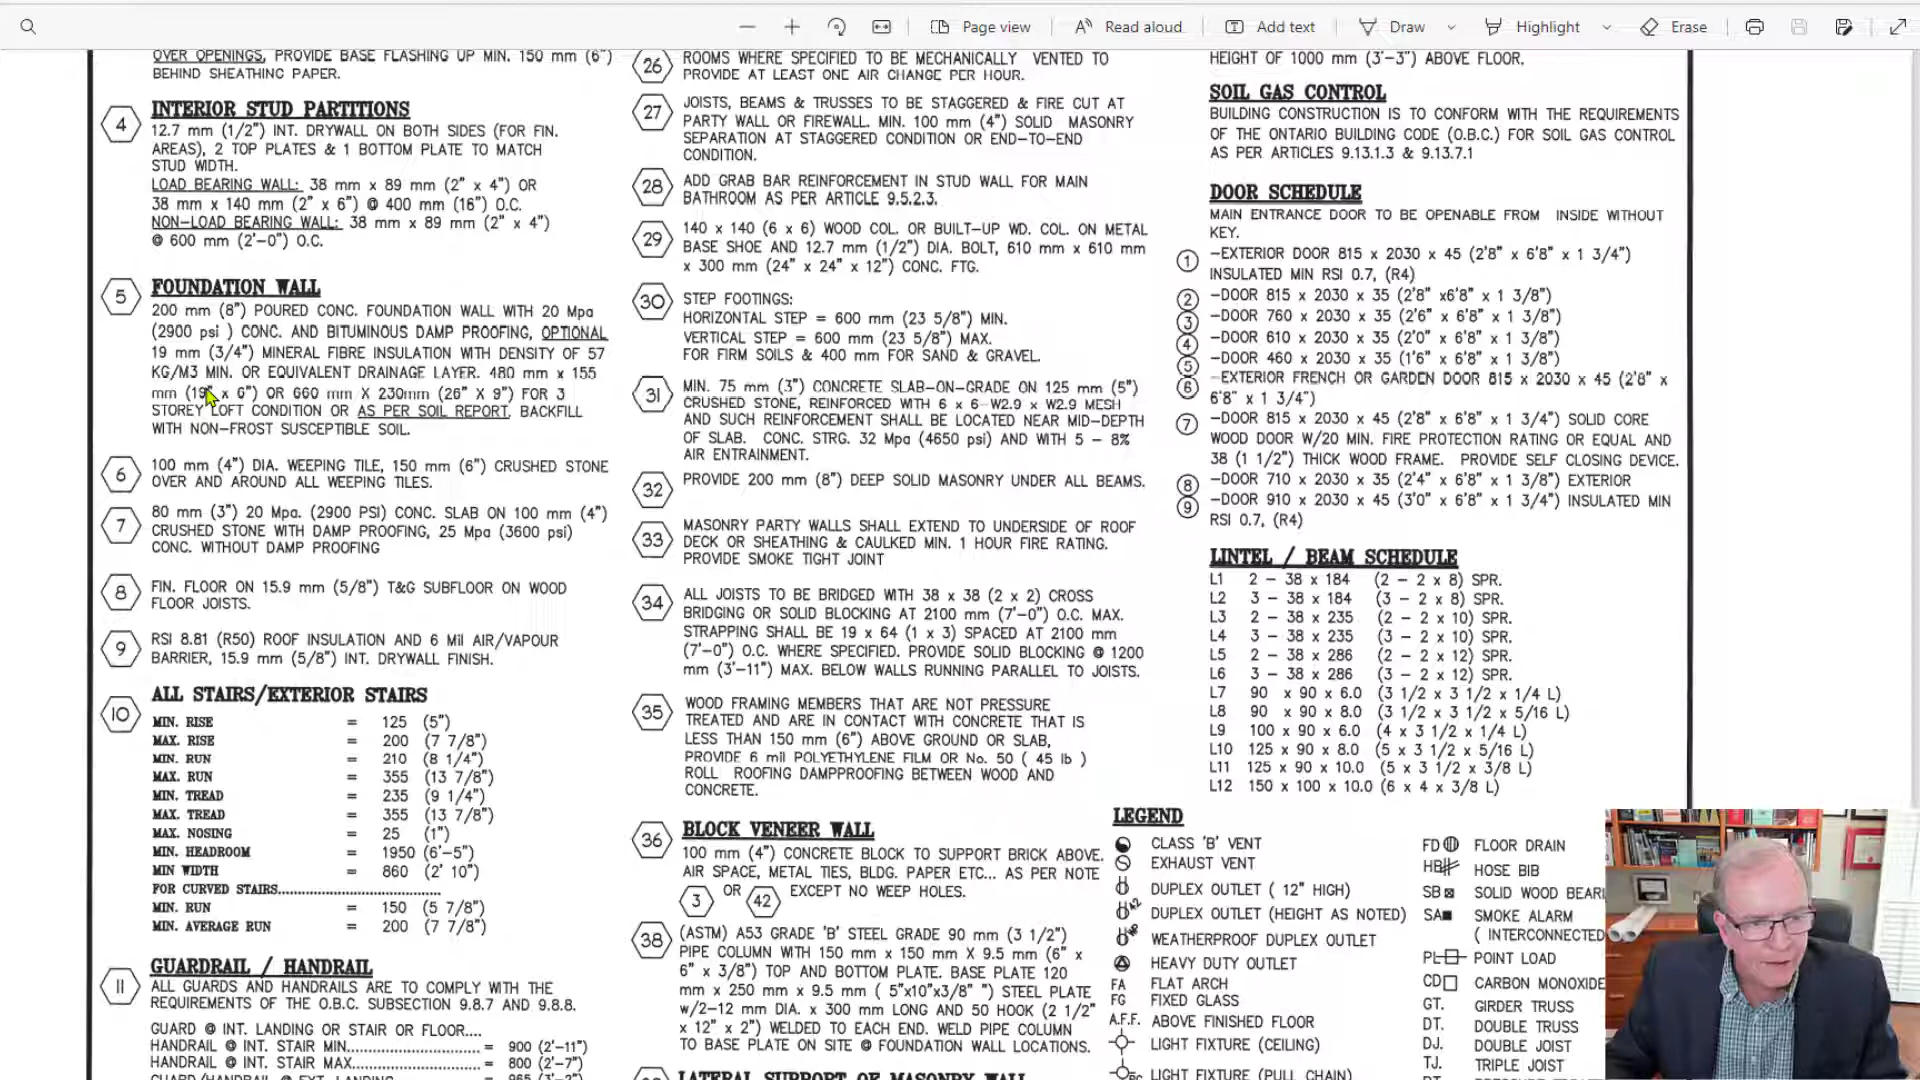 Page view
Read aloud
Add text
Draw
Highlight
Erase
OVER OPENINGS, PROVIDE BASE FLASHING UP MIN. 150 mm (6")
BEHIND SHEATHING PAPER.
4
INTERIOR STUD PARTITIONS
12.7 mm (1/2") INT. DRYWALL ON BOTH SIDES (FOR FIN.
AREAS), 2 TOP PLATES & 1 BOTTOM PLATE TO MATCH
STUD WIDTH.
LOAD BEARING WALL: 38 mm x 89 mm (2" x 4") OR
38 mm x 140 mm (2" x 6") @ 400 mm (16") O.C.
NON-LOAD BEARING WALL: 38 mm x 89 mm (2" x 4")
@ 600 mm (2'-0") O.C.
5
FOUNDATION WALL
200 mm (8") POURED CONC. FOUNDATION WALL WITH 20 Mpa
(2900 psi ) CONC. AND BITUMINOUS DAMP PROOFING, OPTIONAL
19 mm (3/4") MINERAL FIBRE INSULATION WITH DENSITY OF 57
KG/M3 MIN. OR EQUIVALENT DRAINAGE LAYER. 480 mm x 155
mm (19" x 6") OR 660 mm X 230mm (26" X 9") FOR 3
STOREY LOFT CONDITION OR AS PER SOIL REPORT. BACKFILL
WITH NON-FROST SUSCEPTIBLE SOIL.
6
100 mm (4") DIA. WEEPING TILE, 150 mm (6") CRUSHED STONE
OVER AND AROUND ALL WEEPING TILES.
7
80 mm (3") 20 Mpa. (2900 PSI) CONC. SLAB ON 100 mm (4")
CRUSHED STONE WITH DAMP PROOFING, 25 Mpa (3600 psi)
CONC. WITHOUT DAMP PROOFING
8
FIN. FLOOR ON 15.9 mm (5/8") T&G SUBFLOOR ON WOOD
FLOOR JOISTS.
9
RSI 8.81 (R50) ROOF INSULATION AND 6 Mil AIR/VAPOUR
BARRIER, 15.9 mm (5/8") INT. DRYWALL FINISH.
10
ALL STAIRS/EXTERIOR STAIRS
MIN. RISE = 125 (5")
MAX. RISE = 200 (7 7/8")
MIN. RUN = 210 (8 1/4")
MAX. RUN = 355 (13 7/8")
MIN. TREAD = 235 (9 1/4")
MAX. TREAD = 355 (13 7/8")
MAX. NOSING = 25 (1")
MIN. HEADROOM = 1950 (6'-5")
MIN WIDTH = 860 (2' 10")
FOR CURVED STAIRS..............................
MIN. RUN = 150 (5 7/8")
MIN. AVERAGE RUN = 200 (7 7/8")
11
GUARDRAIL / HANDRAIL
ALL GUARDS AND HANDRAILS ARE TO COMPLY WITH THE
REQUIREMENTS OF THE O.B.C. SUBSECTION 9.8.7 AND 9.8.8.
GUARD @ INT. LANDING OR STAIR OR FLOOR....
HANDRAIL @ INT. STAIR MIN......................... = 900 (2'-11")
HANDRAIL @ INT. STAIR MAX........................ = 800 (2'-7")
26
ROOMS WHERE SPECIFIED TO BE MECHANICALLY VENTED TO
PROVIDE AT LEAST ONE AIR CHANGE PER HOUR.
27
JOISTS, BEAMS & TRUSSES TO BE STAGGERED & FIRE CUT AT
PARTY WALL OR FIREWALL. MIN. 100 mm (4") SOLID MASONRY
SEPARATION AT STAGGERED CONDITION OR END-TO-END
CONDITION.
28
ADD GRAB BAR REINFORCEMENT IN STUD WALL FOR MAIN
BATHROOM AS PER ARTICLE 9.5.2.3.
29
140 x 140 (6 x 6) WOOD COL. OR BUILT-UP WD. COL. ON METAL
BASE SHOE AND 12.7 mm (1/2") DIA. BOLT, 610 mm x 610 mm
x 300 mm (24" x 24" x 12") CONC. FTG.
30
STEP FOOTINGS:
HORIZONTAL STEP = 600 mm (23 5/8") MIN.
VERTICAL STEP = 600 mm (23 5/8") MAX.
FOR FIRM SOILS & 400 mm FOR SAND & GRAVEL.
31
MIN. 75 mm (3") CONCRETE SLAB-ON-GRADE ON 125 mm (5")
CRUSHED STONE, REINFORCED WITH 6 x 6-W2.9 x W2.9 MESH
AND SUCH REINFORCEMENT SHALL BE LOCATED NEAR MID-DEPTH
OF SLAB. CONC. STRG. 32 Mpa (4650 psi) AND WITH 5 - 8%
AIR ENTRAINMENT.
32
PROVIDE 200 mm (8") DEEP SOLID MASONRY UNDER ALL BEAMS.
33
MASONRY PARTY WALLS SHALL EXTEND TO UNDERSIDE OF ROOF
DECK OR SHEATHING & CAULKED MIN. 1 HOUR FIRE RATING.
PROVIDE SMOKE TIGHT JOINT
34
ALL JOISTS TO BE BRIDGED WITH 38 x 38 (2 x 2) CROSS
BRIDGING OR SOLID BLOCKING AT 2100 mm (7'-0") O.C. MAX.
STRAPPING SHALL BE 19 x 64 (1 x 3) SPACED AT 2100 mm
(7'-0") O.C. WHERE SPECIFIED. PROVIDE SOLID BLOCKING @ 1200
mm (3'-11") MAX. BELOW WALLS RUNNING PARALLEL TO JOISTS.
35
WOOD FRAMING MEMBERS THAT ARE NOT PRESSURE
TREATED AND ARE IN CONTACT WITH CONCRETE THAT IS
LESS THAN 150 mm (6") ABOVE GROUND OR SLAB,
PROVIDE 6 mil POLYETHYLENE FILM OR No. 50 ( 45 lb )
ROLL ROOFING DAMPPROOFING BETWEEN WOOD AND
CONCRETE.
36
BLOCK VENEER WALL
100 mm (4") CONCRETE BLOCK TO SUPPORT BRICK ABOVE.
AIR SPACE, METAL TIES, BLDG. PAPER ETC... AS PER NOTE
3 OR 42 EXCEPT NO WEEP HOLES.
38
(ASTM) A53 GRADE 'B' STEEL GRADE 90 mm (3 1/2")
PIPE COLUMN WITH 150 mm x 150 mm X 9.5 mm (6" x
6" x 3/8") TOP AND BOTTOM PLATE. BASE PLATE 120
mm x 250 mm x 9.5 mm ( 5"x10"x3/8" ") STEEL PLATE
w/2-12 mm DIA. x 300 mm LONG AND 50 HOOK (2 1/2"
x 12" x 2") WELDED TO EACH END. WELD PIPE COLUMN
TO BASE PLATE ON SITE @ FOUNDATION WALL LOCATIONS.
LATERAL SUPPORT OF MASONRY WALL
HEIGHT OF 1000 mm (3'-3") ABOVE FLOOR.
SOIL GAS CONTROL
BUILDING CONSTRUCTION IS TO CONFORM WITH THE REQUIREMENTS
OF THE ONTARIO BUILDING CODE (O.B.C.) FOR SOIL GAS CONTROL
AS PER ARTICLES 9.13.1.3 & 9.13.7.1
DOOR SCHEDULE
MAIN ENTRANCE DOOR TO BE OPENABLE FROM INSIDE WITHOUT
KEY.
1 -EXTERIOR DOOR 815 x 2030 x 45 (2'8" x 6'8" x 1 3/4")
INSULATED MIN RSI 0.7, (R4)
2 -DOOR 815 x 2030 x 35 (2'8" x6'8" x 1 3/8")
3 -DOOR 760 x 2030 x 35 (2'6" x 6'8" x 1 3/8")
4 -DOOR 610 x 2030 x 35 (2'0" x 6'8" x 1 3/8")
5 -DOOR 460 x 2030 x 35 (1'6" x 6'8" x 1 3/8")
6 -EXTERIOR FRENCH OR GARDEN DOOR 815 x 2030 x 45 (2'8" x
6'8" x 1 3/4")
7 -DOOR 815 x 2030 x 45 (2'8" x 6'8" x 1 3/4") SOLID CORE
WOOD DOOR W/20 MIN. FIRE PROTECTION RATING OR EQUAL AND
38 (1 1/2") THICK WOOD FRAME. PROVIDE SELF CLOSING DEVICE.
8 -DOOR 710 x 2030 x 35 (2'4" x 6'8" x 1 3/8") EXTERIOR
9 -DOOR 910 x 2030 x 45 (3'0" x 6'8" x 1 3/4") INSULATED MIN
RSI 0.7, (R4)
LINTEL / BEAM SCHEDULE
L1 2 - 38 x 184 (2 - 2 x 8) SPR.
L2 3 - 38 x 184 (3 - 2 x 8) SPR.
L3 2 - 38 x 235 (2 - 2 x 10) SPR.
L4 3 - 38 x 235 (3 - 2 x 10) SPR.
L5 2 - 38 x 286 (2 - 2 x 12) SPR.
L6 3 - 38 x 286 (3 - 2 x 12) SPR.
L7 90 x 90 x 6.0 (3 1/2 x 3 1/2 x 1/4 L)
L8 90 x 90 x 8.0 (3 1/2 x 3 1/2 x 5/16 L)
L9 100 x 90 x 6.0 (4 x 3 1/2 x 1/4 L)
L10 125 x 90 x 8.0 (5 x 3 1/2 x 5/16 L)
L11 125 x 90 x 10.0 (5 x 3 1/2 x 3/8 L)
L12 150 x 100 x 10.0 (6 x 4 x 3/8 L)
LEGEND
CLASS 'B' VENT
EXHAUST VENT
DUPLEX OUTLET ( 12" HIGH)
DUPLEX OUTLET (HEIGHT AS NOTED)
WEATHERPROOF DUPLEX OUTLET
HEAVY DUTY OUTLET
FA FLAT ARCH
FG FIXED GLASS
A.F.F. ABOVE FINISHED FLOOR
LIGHT FIXTURE (CEILING)
LIGHT FIXTURE (PULL CHAIN)
FD FLOOR DRAIN
HB HOSE BIB
SB SOLID WOOD BEARI
SA SMOKE ALARM
( INTERCONNECTED
PL POINT LOAD
CD CARBON MONOXIDE
GT. GIRDER TRUSS
DT. DOUBLE TRUSS
DJ. DOUBLE JOIST
TJ. TRIPLE JOIST